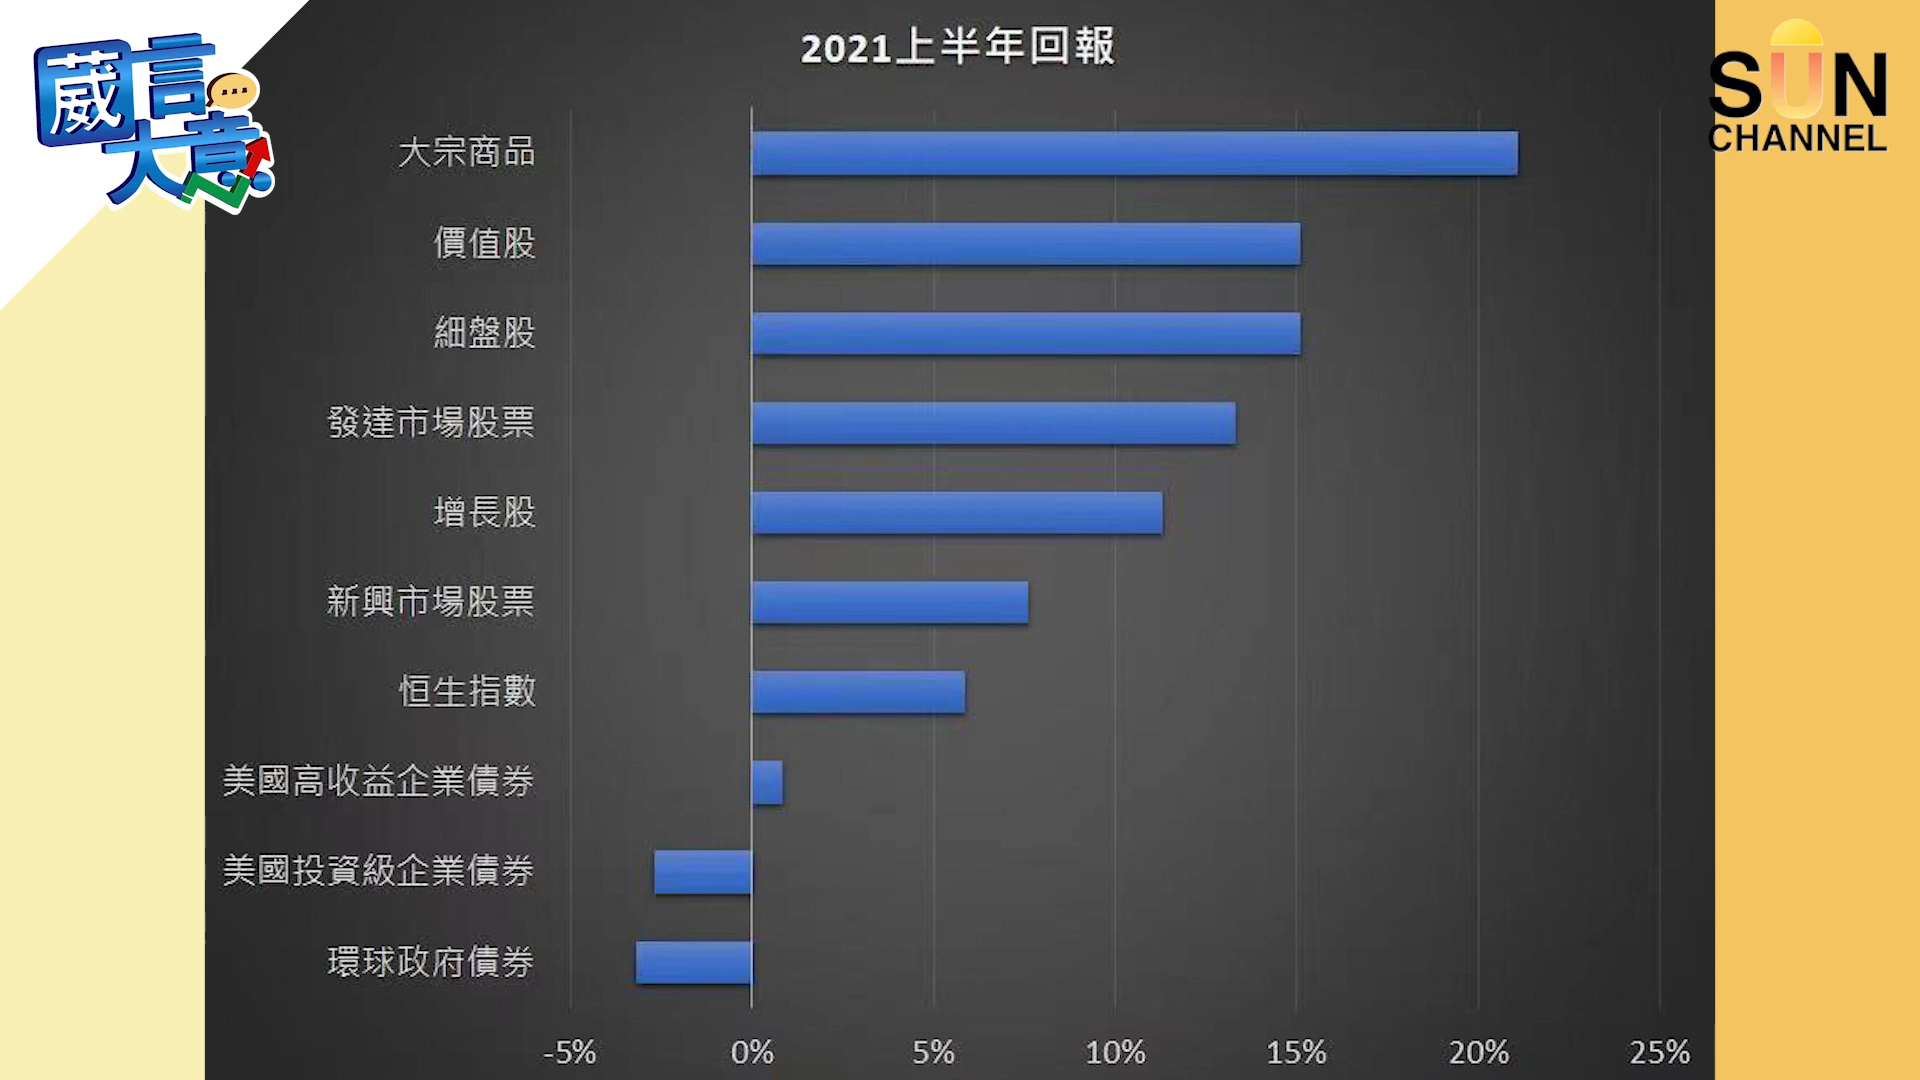 葳信大意
2021上半年回報
SUN
CHANNEL
大宗商品
價值股
細盤股
發達市場股票
增長股
新興市場股票
恒生指數
美國高收益企業債券
美國投資級企業債券
環球政府債券
-5% 0% 5% 10% 15% 20% 25%